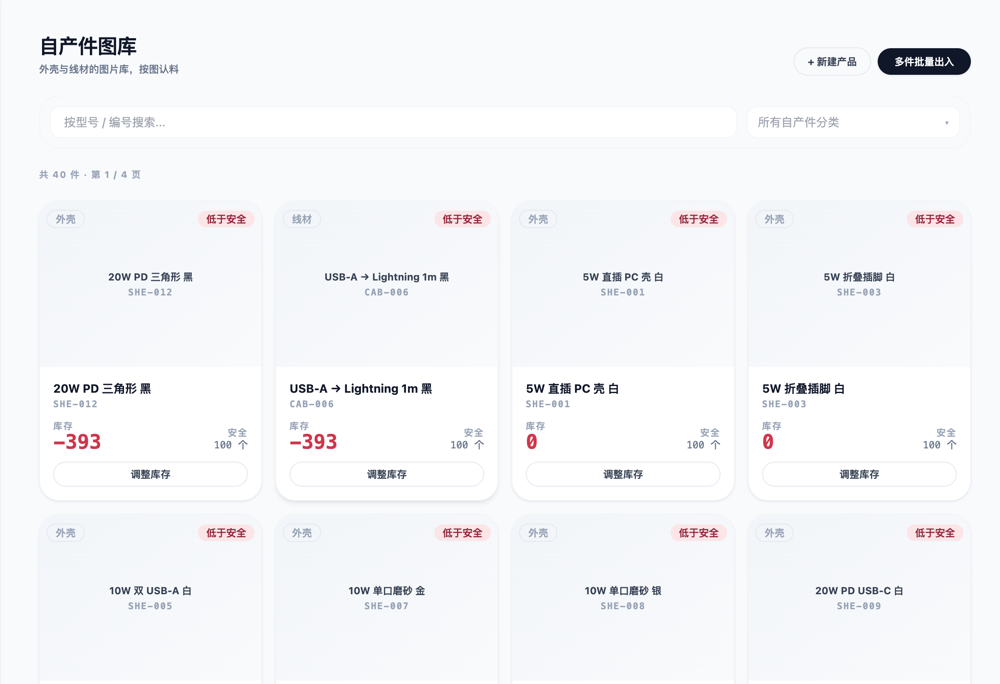 自产件图库
外壳与线材的图片库，按图认料
+ 新建产品
多件批量出入
按型号 / 编号搜索...
所有自产件分类
共 40 件 · 第 1 / 4 页
外壳
低于安全
20W PD 三角形 黑
SHE-012
20W PD 三角形 黑
SHE-012
库存
-393
安全
100 个
调整库存
线材
低于安全
USB-A → Lightning 1m 黑
CAB-006
USB-A → Lightning 1m 黑
CAB-006
库存
-393
安全
100 个
调整库存
外壳
低于安全
5W 直插 PC 壳 白
SHE-001
5W 直插 PC 壳 白
SHE-001
库存
0
安全
100 个
调整库存
外壳
低于安全
5W 折叠插脚 白
SHE-003
5W 折叠插脚 白
SHE-003
库存
0
安全
100 个
调整库存
外壳
低于安全
10W 双 USB-A 白
SHE-005
外壳
低于安全
10W 单口磨砂 金
SHE-007
外壳
低于安全
10W 单口磨砂 银
SHE-008
外壳
低于安全
20W PD USB-C 白
SHE-009